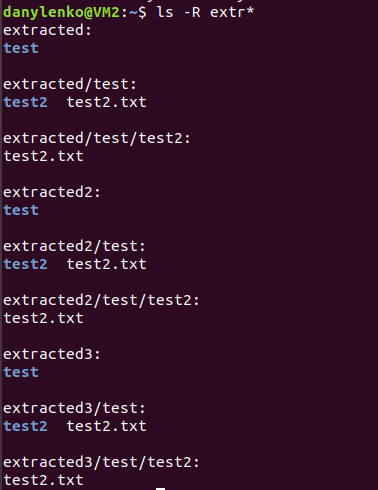 danylenko@VM2:~$ ls -R extr*
extracted:
test

extracted/test:
test2  test2.txt

extracted/test/test2:
test2.txt

extracted2:
test

extracted2/test:
test2  test2.txt

extracted2/test/test2:
test2.txt

extracted3:
test

extracted3/test:
test2  test2.txt

extracted3/test/test2:
test2.txt